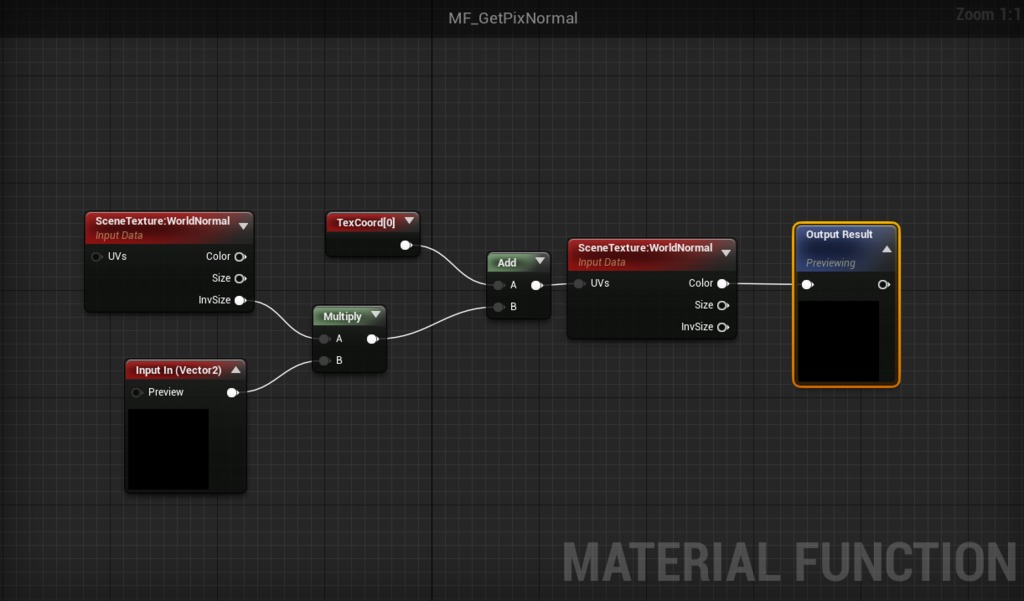 MF_GetPixNormal
Zoom 1:1
SceneTexture:WorldNormal
Input Data
UVs
Color
Size
InvSize
TexCoord[0]
Input In (Vector2)
Preview
Multiply
A
B
Add
A
B
SceneTexture:WorldNormal
Input Data
UVs
Color
Size
InvSize
Output Result
Previewing
MATERIAL FUNCTION